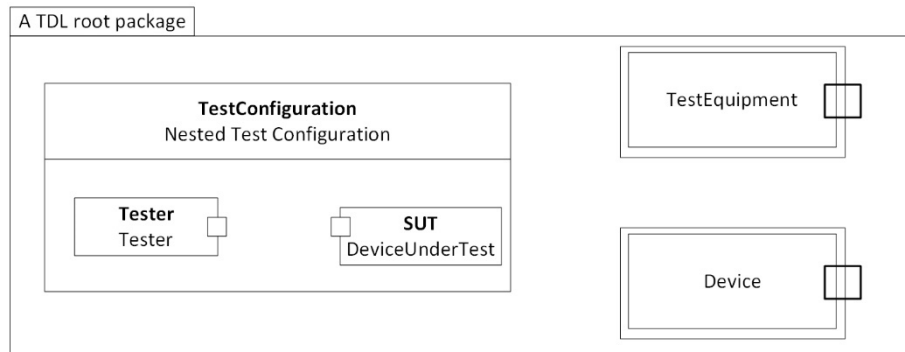 A TDL root package
TestConfiguration
Nested Test Configuration
Tester
Tester
SUT
DeviceUnderTest
TestEquipment
Device